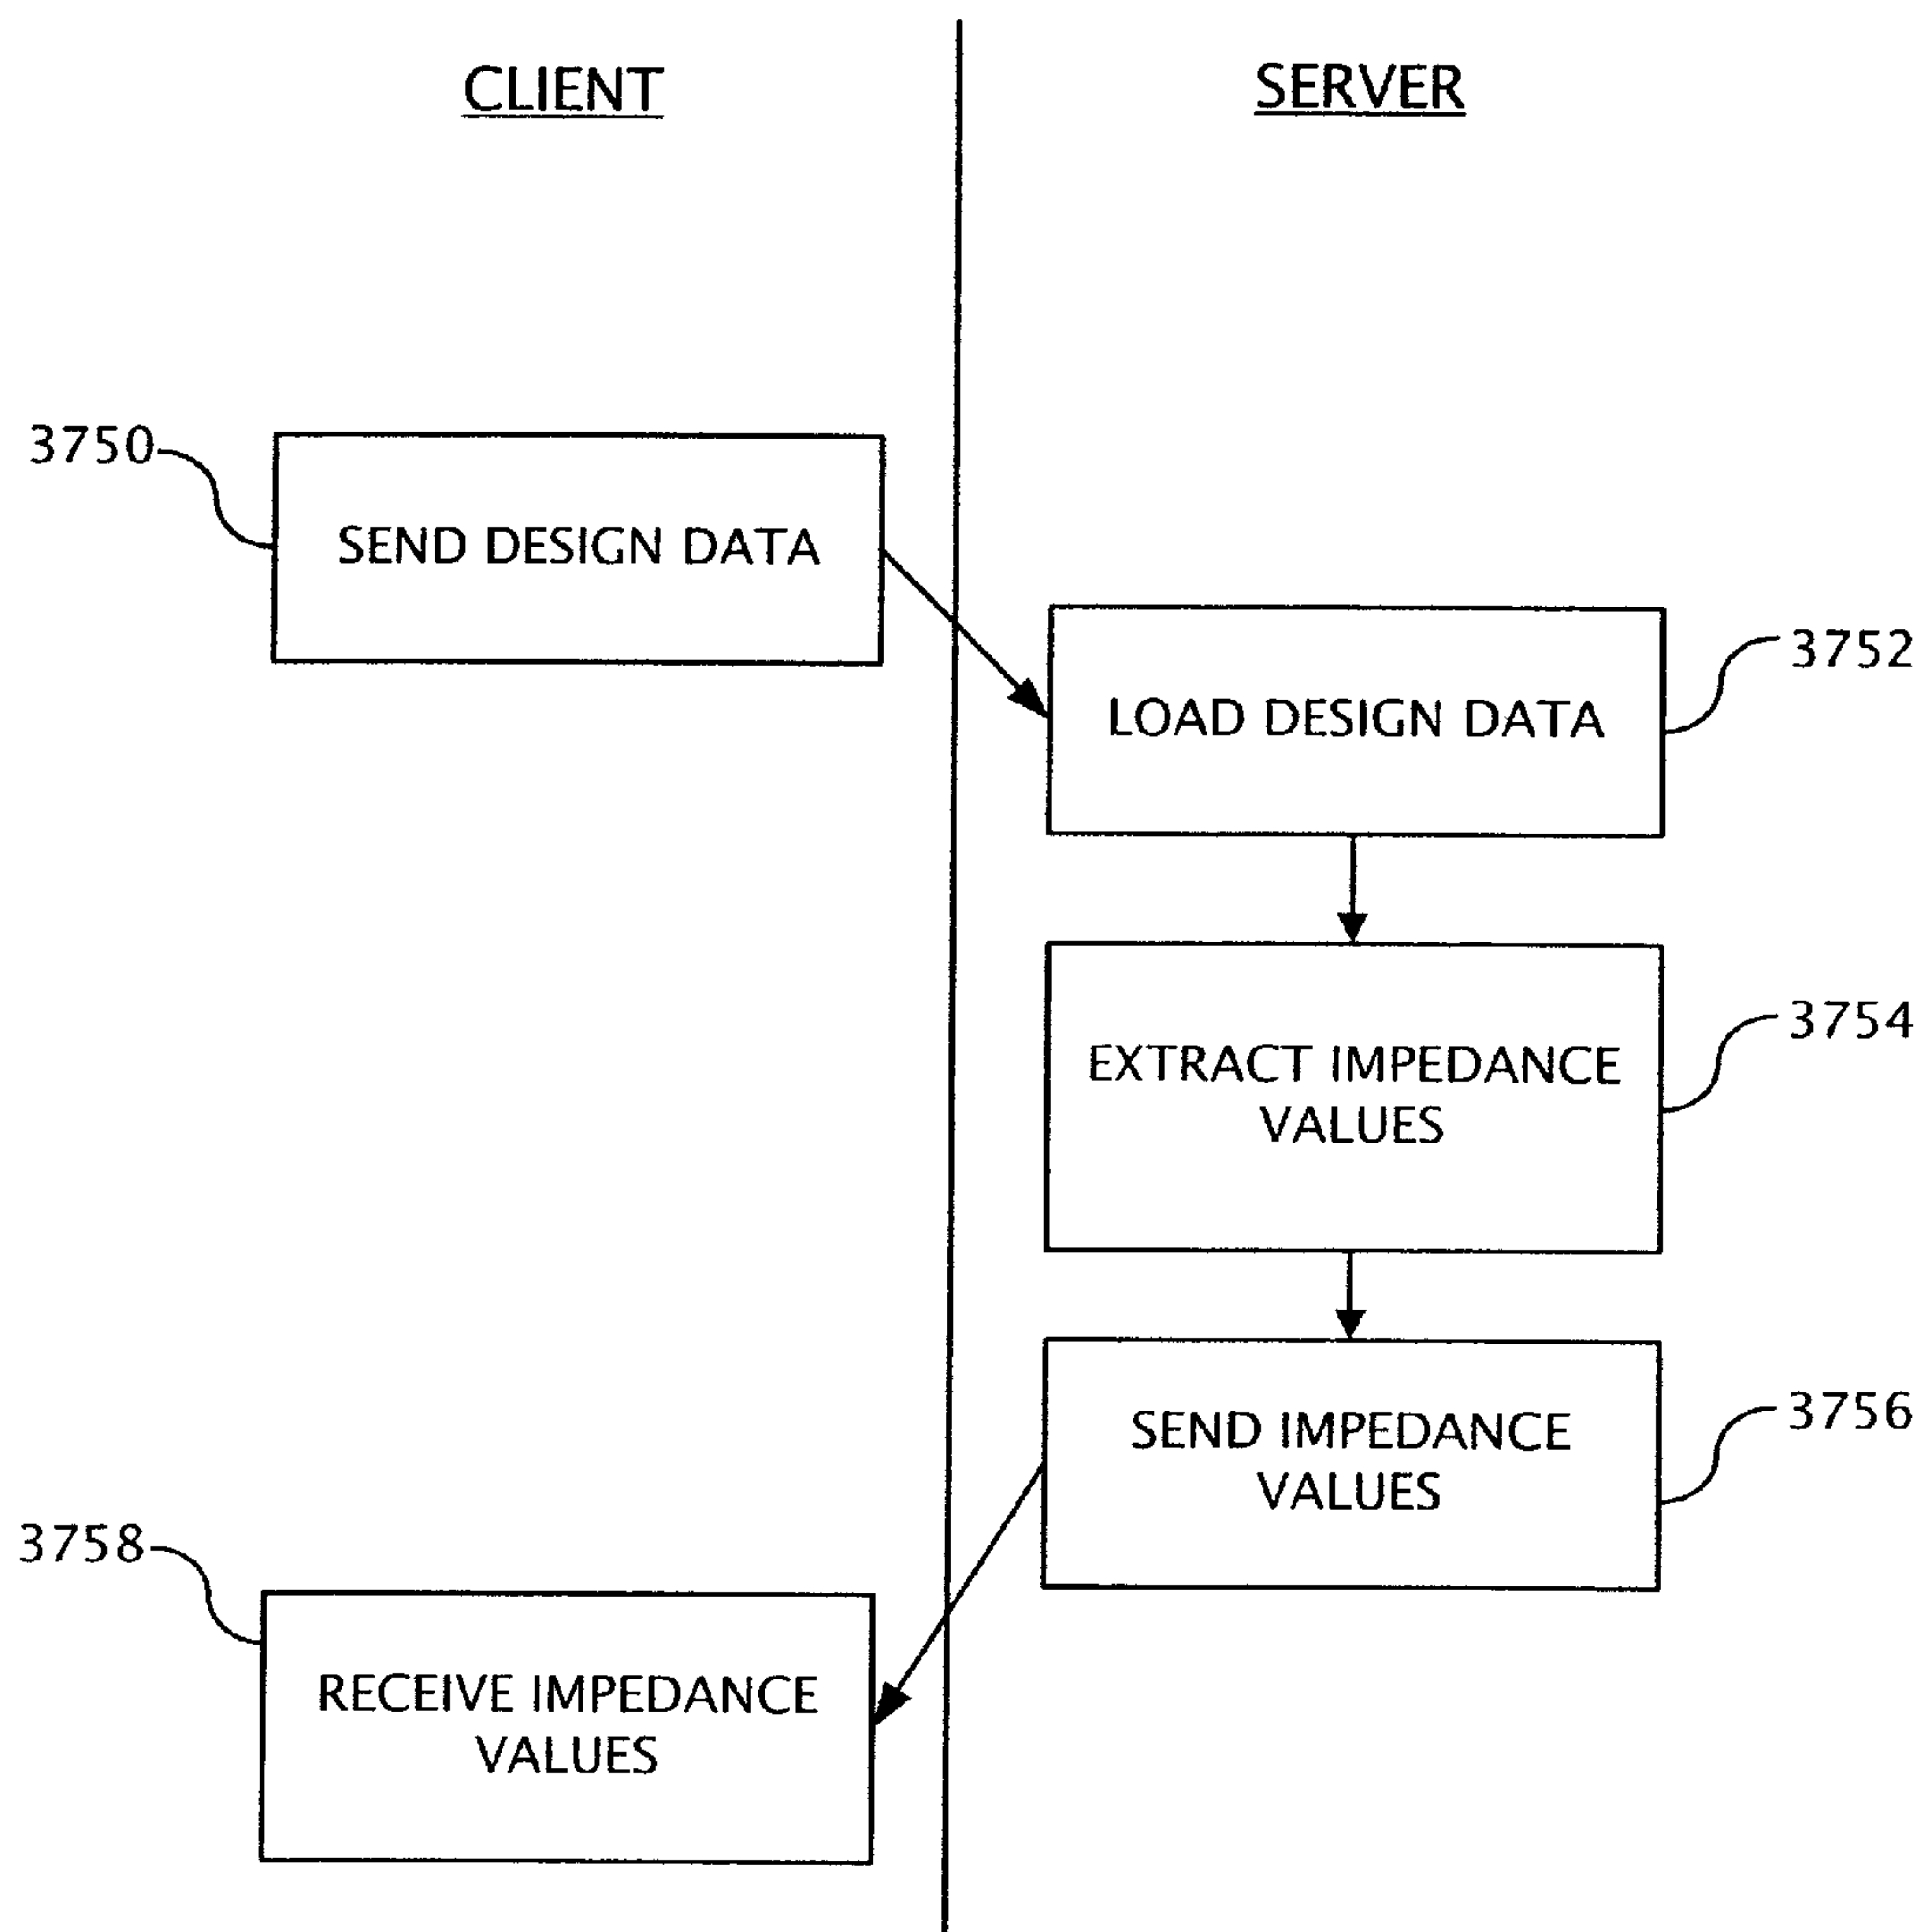 CLIENT
SERVER
3750
SEND DESIGN DATA
3752
LOAD DESIGN DATA
3754
EXTRACT IMPEDANCE
VALUES
3756
SEND IMPEDANCE
VALUES
3758
RECEIVE IMPEDANCE
VALUES